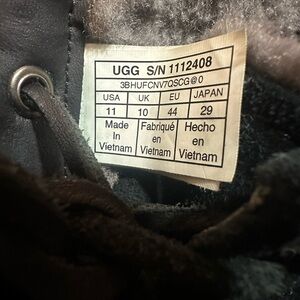 UGG S/N 1112408
3BHUFCNV7QSCG@0
USA UK EU JAPAN
11 10 44 29
Made Fabriqué Hecho
In en en
Vietnam Vietnam Vietnam